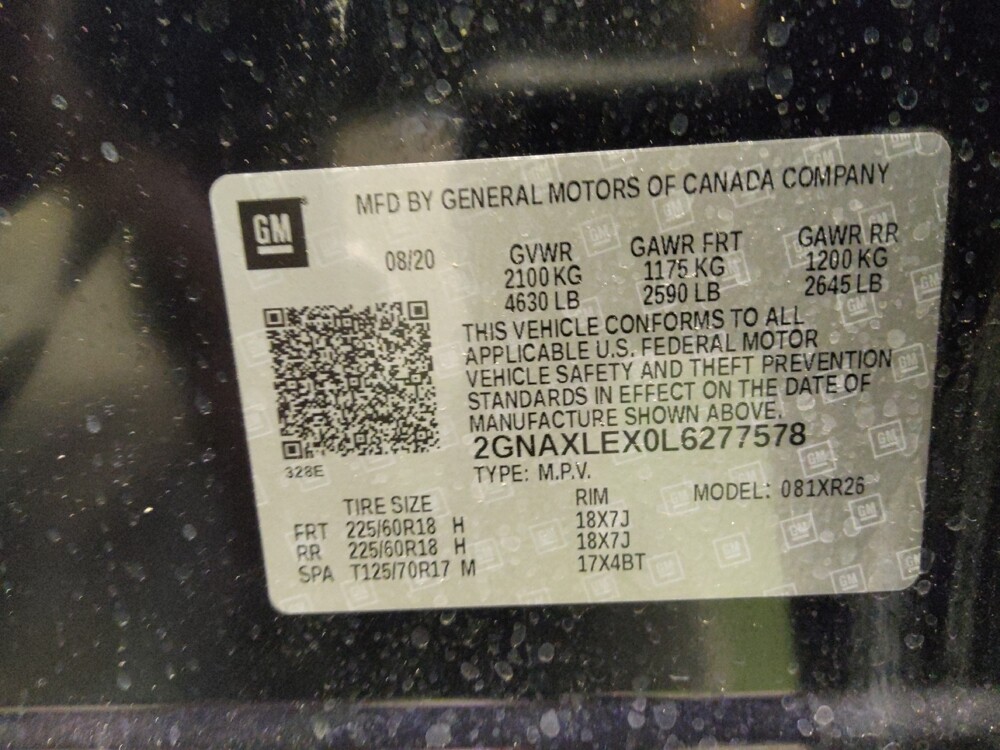 GM
MFD BY GENERAL MOTORS OF CANADA COMPANY
08/20
GVWR GAWR FRT GAWR RR
2100 KG 1175 KG 1200 KG
4630 LB 2590 LB 2645 LB
THIS VEHICLE CONFORMS TO ALL
APPLICABLE U.S. FEDERAL MOTOR
VEHICLE SAFETY AND THEFT PREVENTION
STANDARDS IN EFFECT ON THE DATE OF
MANUFACTURE SHOWN ABOVE.
2GNAXLEX0L6277578
328E
TYPE: M.P.V.
MODEL: 081XR26
TIRE SIZE RIM
FRT 225/60R18 H 18X7J
RR 225/60R18 H 18X7J
SPA T125/70R17 M 17X4BT